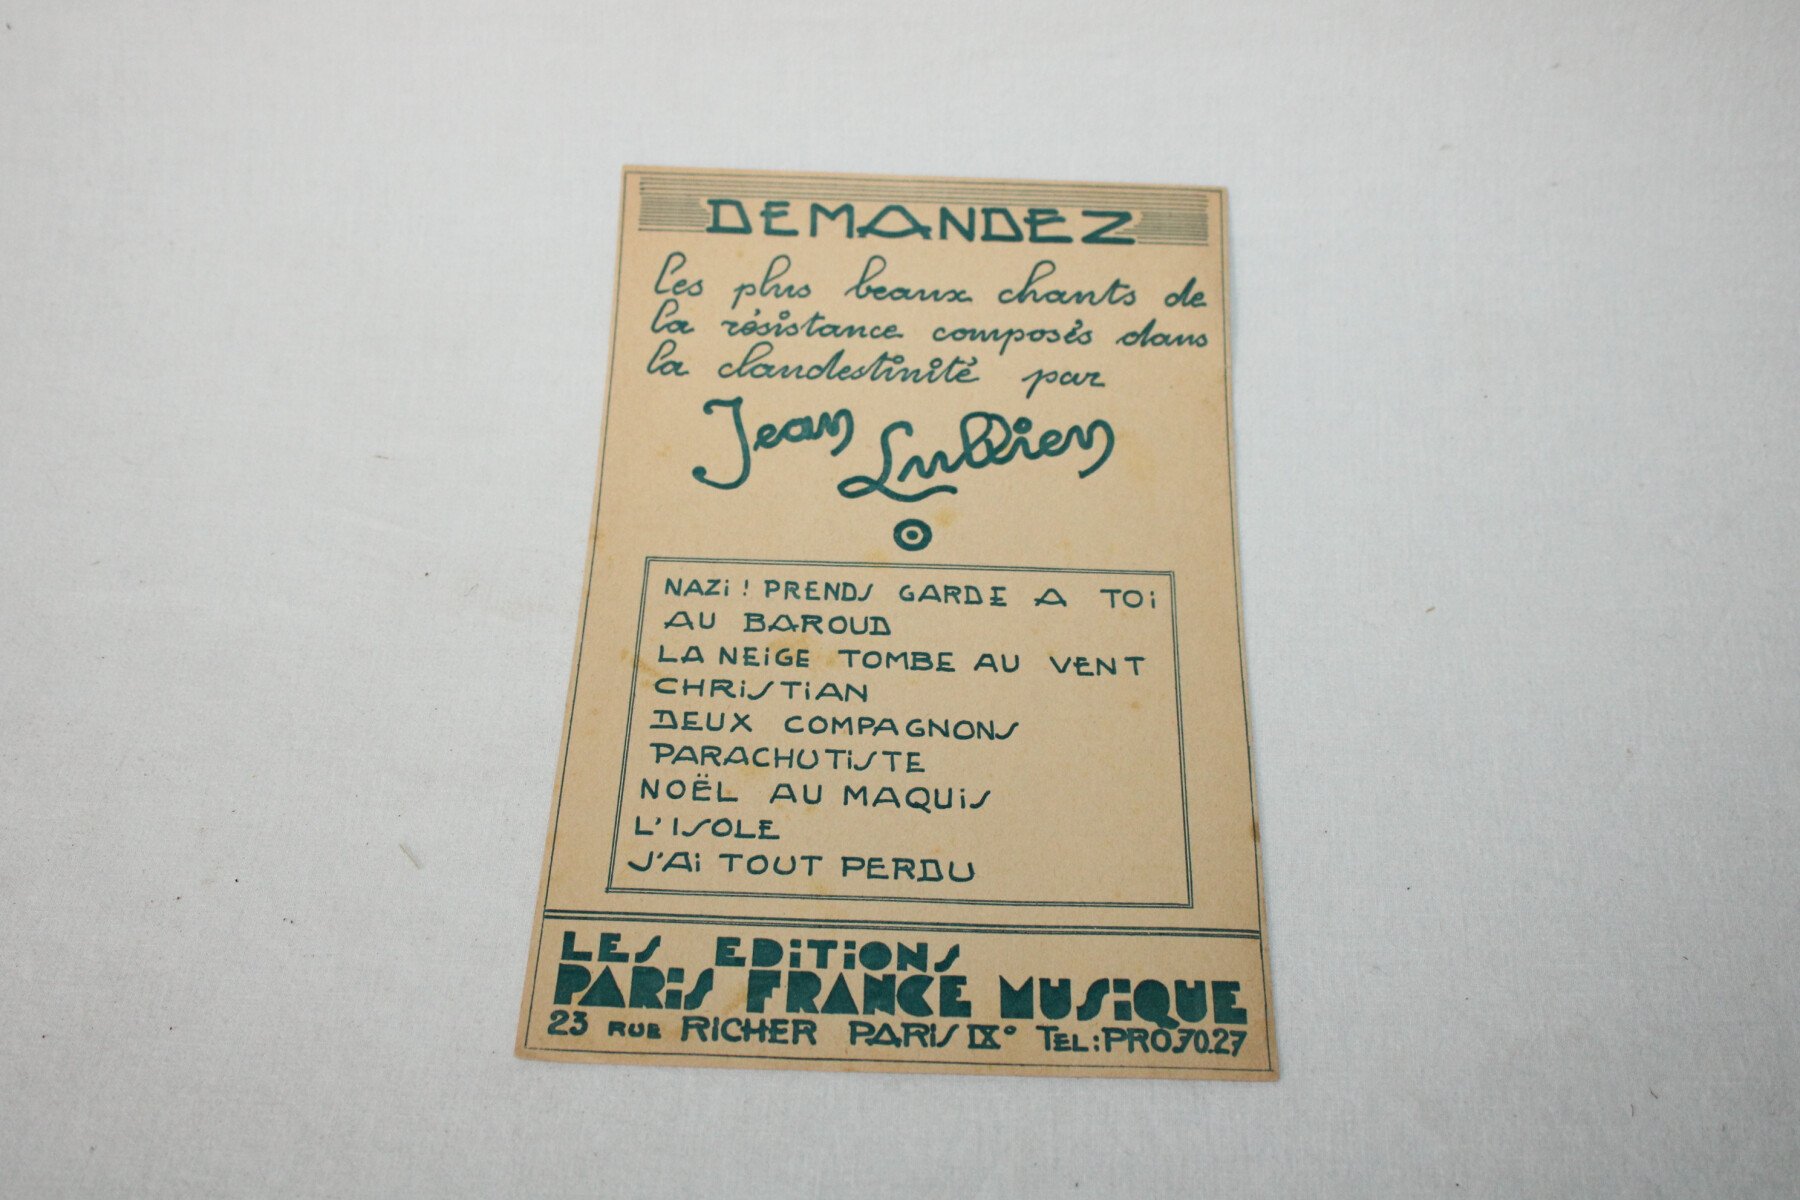 DEMANDEZ
les plus beaux chants de
la résistance composés dans
la clandestinité par
Jean
NAZi! PRENDS GARDE A TOi
AU BAROUD
LA NEiGE TOMBE AU VENT
CHRiSTiAN
DEUX COMPAGNONS
PARACHUTiSTE
NOËL AU MAQUiS
L'ISOLE
J'Ai TOUT PERDU
LES EDiTiONS
PARiS FRANCE MUSiQUE
23 RUE RiCHER PARiS IX° TEL:PRO.70.27